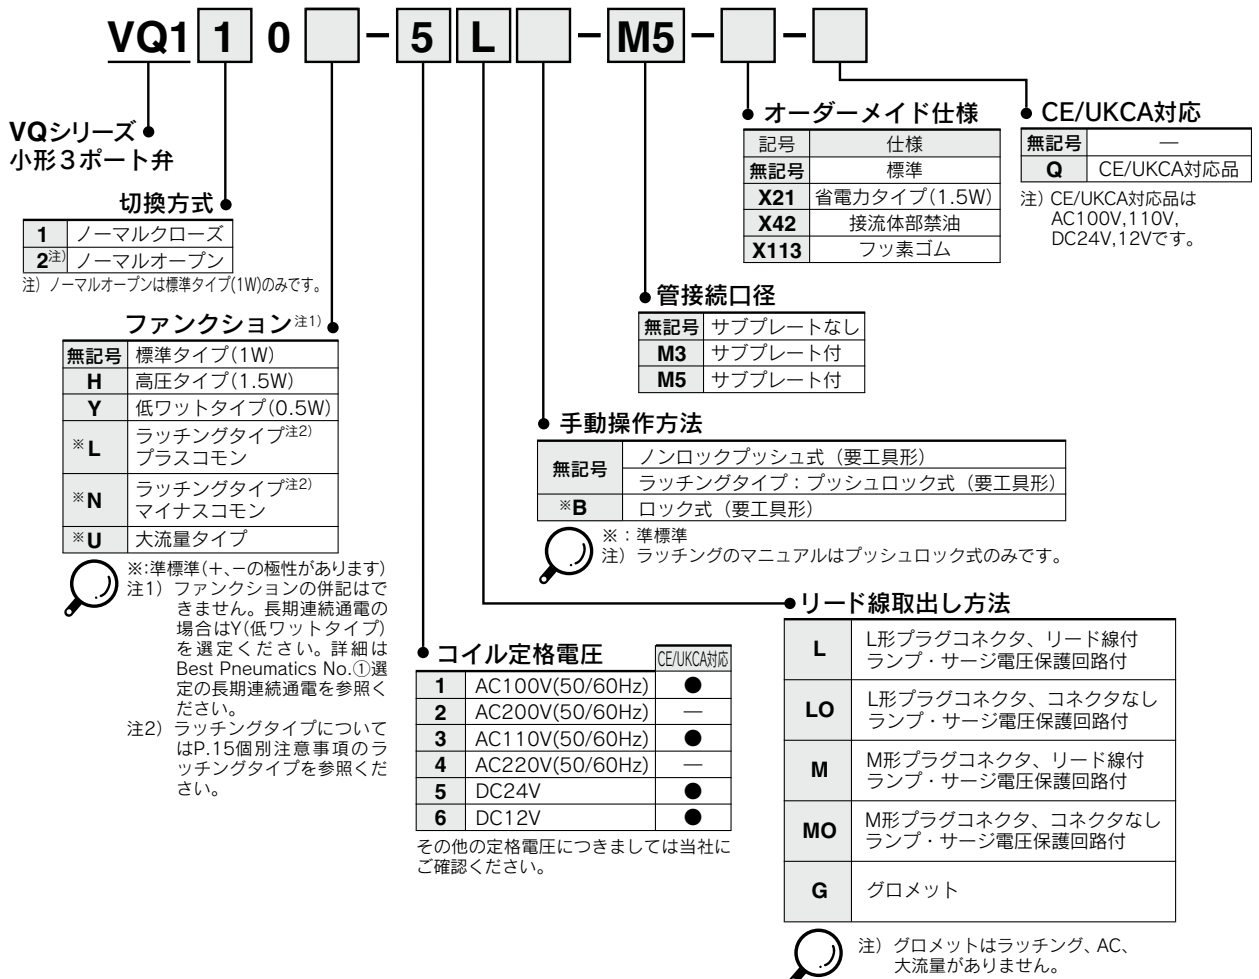 VQ1 1 0 - 5 L - M5 - -
VQシリーズ
小形3ポート弁
切換方式
1 ノーマルクローズ
2注) ノーマルオープン
注) ノーマルオープンは標準タイプ(1W)のみです。
ファンクション注1)
無記号 標準タイプ(1W)
H 高圧タイプ(1.5W)
Y 低ワットタイプ(0.5W)
※L ラッチングタイプ注2)
プラスコモン
※N ラッチングタイプ注2)
マイナスコモン
※U 大流量タイプ
※:準標準(+、-の極性があります)
注1) ファンクションの併記はで
きません。長期連続通電の
場合はY(低ワットタイプ)
を選定ください。詳細は
Best Pneumatics No.①選
定の長期連続通電を参照く
ださい。
注2) ラッチングタイプについて
はP.15個別注意事項のラ
ッチングタイプを参照くだ
さい。
コイル定格電圧 CE/UKCA対応
1 AC100V(50/60Hz) ●
2 AC200V(50/60Hz) —
3 AC110V(50/60Hz) ●
4 AC220V(50/60Hz) —
5 DC24V ●
6 DC12V ●
その他の定格電圧につきましては当社に
ご確認ください。
リード線取出し方法
L L形プラグコネクタ、リード線付
ランプ・サージ電圧保護回路付
LO L形プラグコネクタ、コネクタなし
ランプ・サージ電圧保護回路付
M M形プラグコネクタ、リード線付
ランプ・サージ電圧保護回路付
MO M形プラグコネクタ、コネクタなし
ランプ・サージ電圧保護回路付
G グロメット
注) グロメットはラッチング、AC、
大流量がありません。
手動操作方法
無記号 ノンロックプッシュ式(要工具形)
ラッチングタイプ:プッシュロック式(要工具形)
※B ロック式(要工具形)
※:準標準
注) ラッチングのマニュアルはプッシュロック式のみです。
管接続口径
無記号 サブプレートなし
M3 サブプレート付
M5 サブプレート付
オーダーメイド仕様
記号 仕様
無記号 標準
X21 省電力タイプ(1.5W)
X42 接流体部禁油
X113 フッ素ゴム
CE/UKCA対応
無記号 —
Q CE/UKCA対応品
注) CE/UKCA対応品は
AC100V,110V,
DC24V,12Vです。